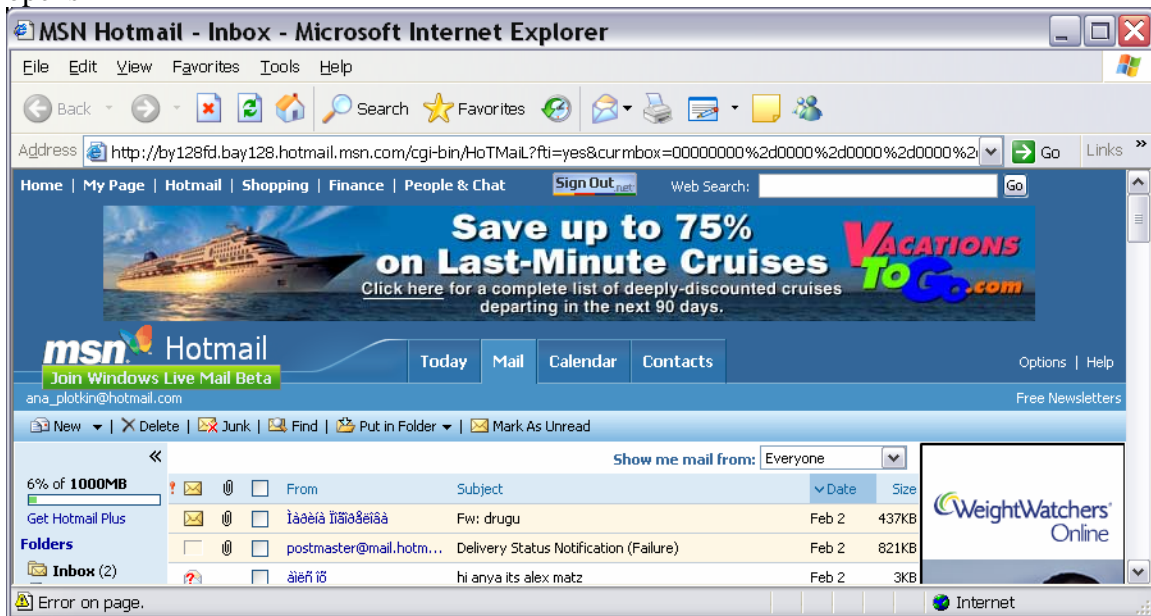 MSN Hotmail - Inbox - Microsoft Internet Explorer
File Edit View Favorites Tools Help
Back Search Favorites
Address http://by128fd.bay128.hotmail.msn.com/cgi-bin/HoTMaiL?fti=yes&curmbox=00000000%2d0000%2d0000%2d0000%2 Go Links »
Home | My Page | Hotmail | Shopping | Finance | People & Chat Sign Out.net Web Search: Go
Save up to 75%
on Last-Minute Cruises
Click here for a complete list of deeply-discounted cruises
departing in the next 90 days.
VACATIONS
TO GO.com
msn Hotmail Today Mail Calendar Contacts Options | Help
Join Windows Live Mail Beta
ana_plotkin@hotmail.com Free Newsletters
New | Delete | Junk | Find | Put in Folder | Mark As Unread
« Show me mail from: Everyone
6% of 1000MB ! From Subject Date Size
Get Hotmail Plus Ìàðèíà Ïîãîðåëîâà Fw: drugu Feb 2 437KB
WeightWatchers
Online
Folders postmaster@mail.hotm... Delivery Status Notification (Failure) Feb 2 821KB
Inbox (2) hi anya its alex matz Feb 2 3KB
Error on page. Internet